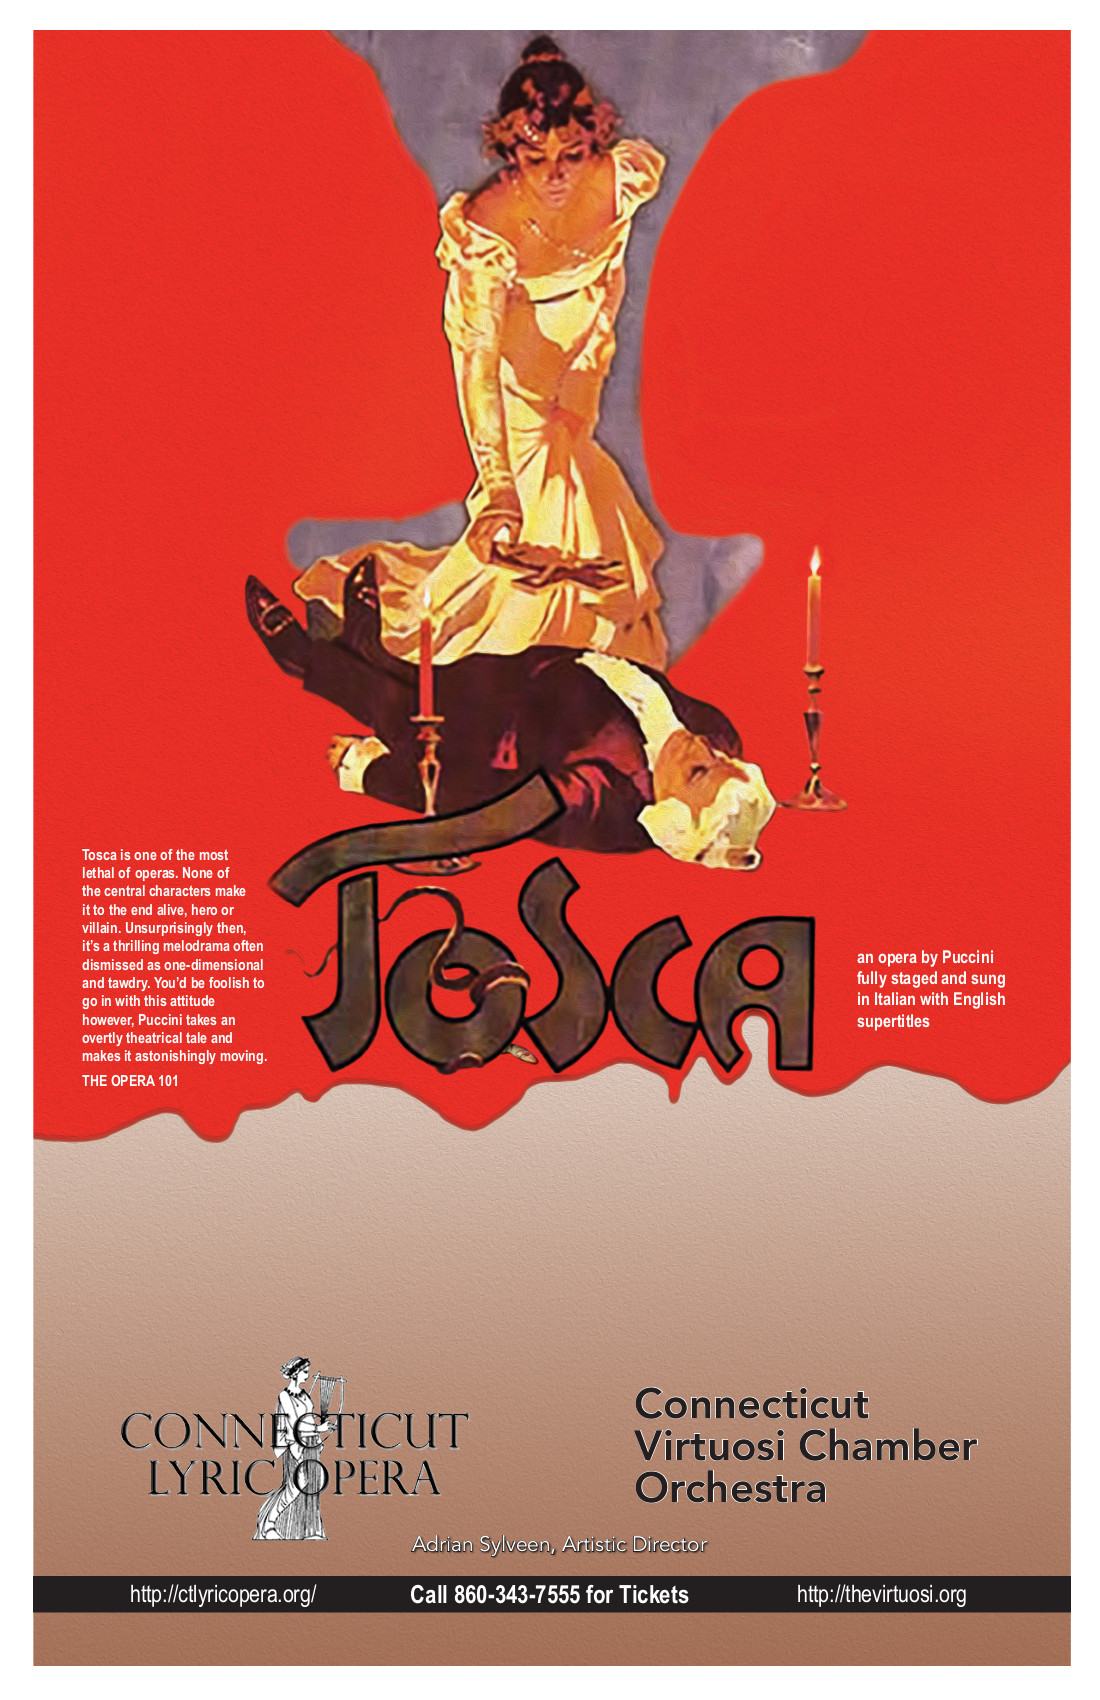 Tosca
Tosca is one of the most
lethal of operas. None of
the central characters make
it to the end alive, hero or
villain. Unsurprisingly then,
it's a thrilling melodrama often
dismissed as one-dimensional
and tawdry. You'd be foolish to
go in with this attitude
however, Puccini takes an
overtly theatrical tale and
makes it astonishingly moving.
THE OPERA 101
an opera by Puccini
fully staged and sung
in Italian with English
supertitles
CONNECTICUT
LYRIC OPERA
Connecticut
Virtuosi Chamber
Orchestra
Adrian Sylveen, Artistic Director
http://ctlyricopera.org/
Call 860-343-7555 for Tickets
http://thevirtuosi.org